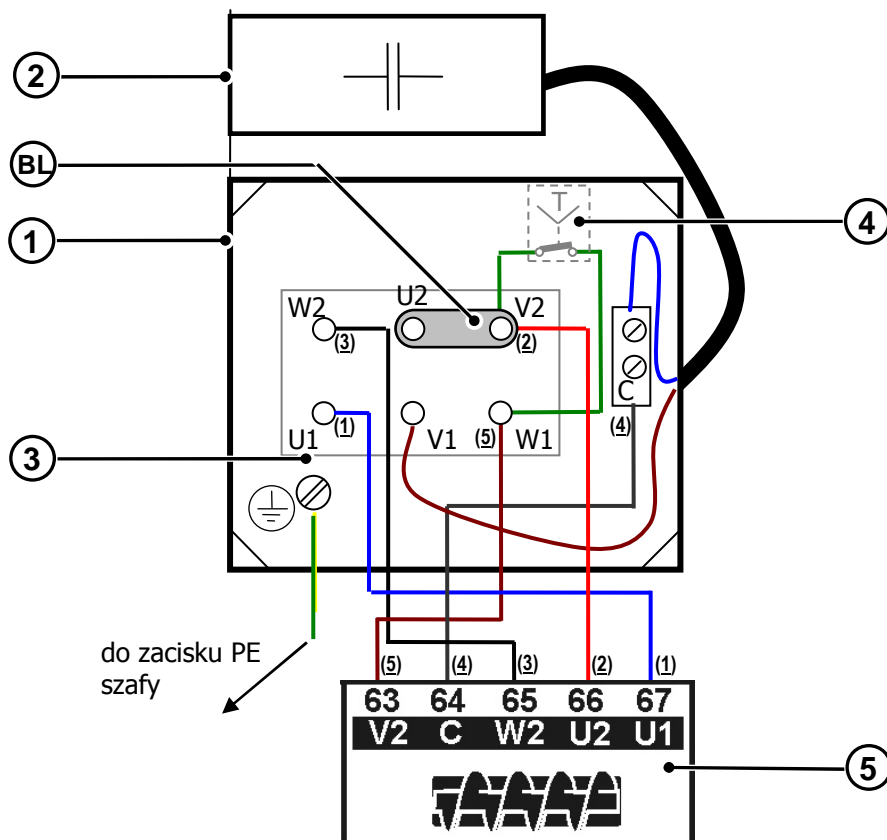 2
BL
T
4
1
U2
W2
V2
(3)
(2)
C
(4)
(1)
(5)
U1
V1
W1
3
do zacisku PE
szafy
(5) (4) (3) (2) (1)
63 64 65 66 67
V2 C W2 U2 U1
5